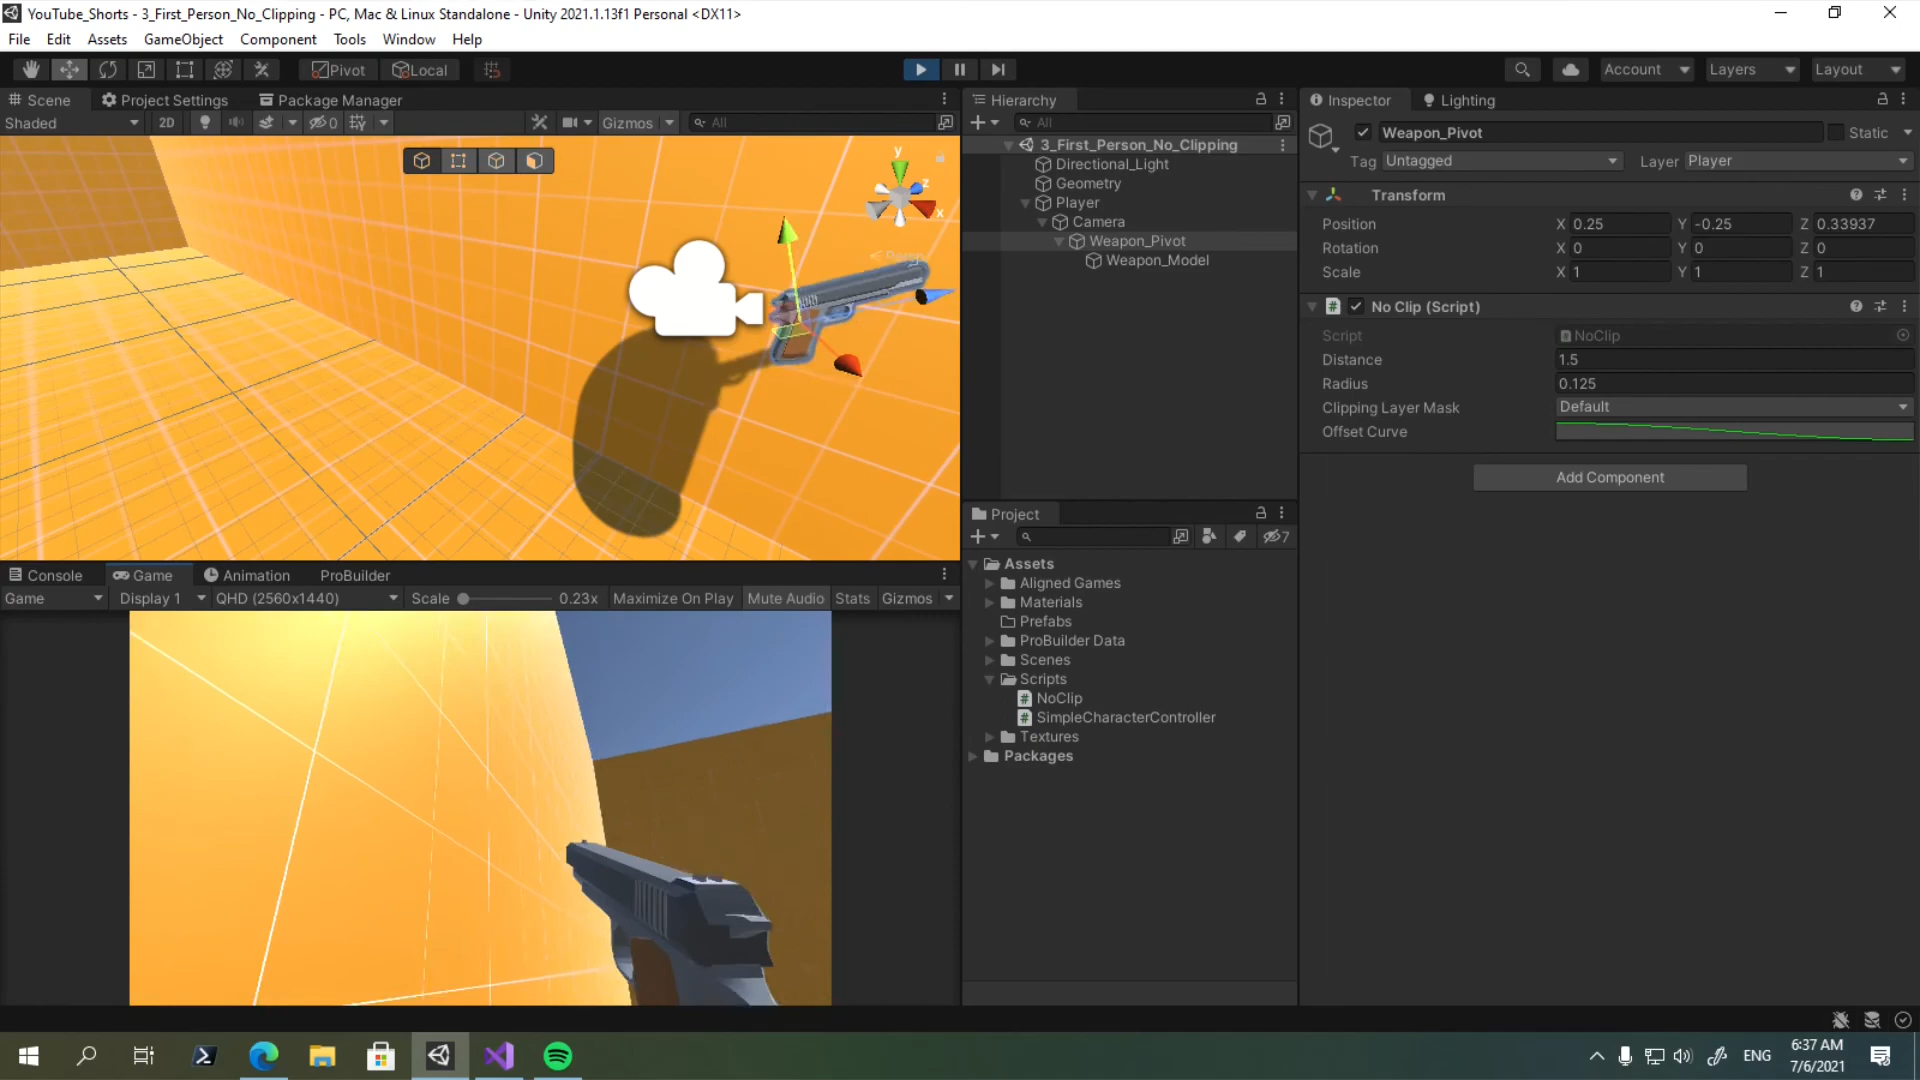 YouTube_Shorts - 3_First_Person_No_Clipping - PC, Mac & Linux Standalone - Unity 2021.1.13f1 Personal <DX11>
File Edit Assets GameObject Component Tools Window Help
Pivot Local Account Layers Layout
Scene Project Settings Package Manager
Shaded 2D 0 Gizmos All
y
z
x
Persp
Console Game Animation ProBuilder
Game Display 1 QHD (2560x1440) Scale 0.23x Maximize On Play Mute Audio Stats Gizmos
Hierarchy
All
3_First_Person_No_Clipping
Directional_Light
Geometry
Player
Camera
Weapon_Pivot
Weapon_Model
Project
7
Assets
Aligned Games
Materials
Prefabs
ProBuilder Data
Scenes
Scripts
NoClip
SimpleCharacterController
Textures
Packages
Inspector Lighting
Weapon_Pivot Static
Tag Untagged Layer Player
Transform
Position X 0.25 Y -0.25 Z 0.33937
Rotation X 0 Y 0 Z 0
Scale X 1 Y 1 Z 1
No Clip (Script)
Script NoClip
Distance 1.5
Radius 0.125
Clipping Layer Mask Default
Offset Curve
Add Component
ENG 6:37 AM
7/6/2021